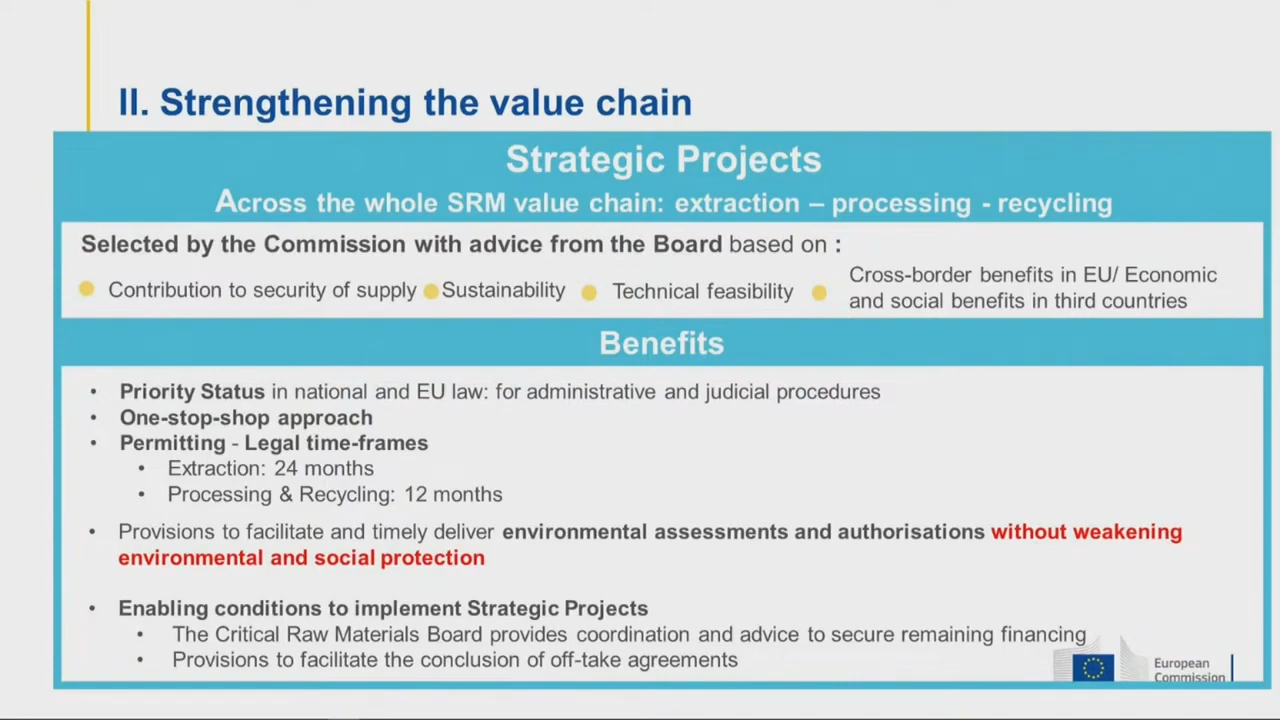 II. Strengthening the value chain
Strategic Projects
Across the whole SRM value chain: extraction – processing - recycling
Selected by the Commission with advice from the Board based on :
Contribution to security of supply
Sustainability
Technical feasibility
Cross-border benefits in EU/ Economic
and social benefits in third countries
Benefits
• Priority Status in national and EU law: for administrative and judicial procedures
• One-stop-shop approach
• Permitting - Legal time-frames
• Extraction: 24 months
• Processing & Recycling: 12 months
• Provisions to facilitate and timely deliver environmental assessments and authorisations without weakening
environmental and social protection
• Enabling conditions to implement Strategic Projects
• The Critical Raw Materials Board provides coordination and advice to secure remaining financing
• Provisions to facilitate the conclusion of off-take agreements
European
Commission